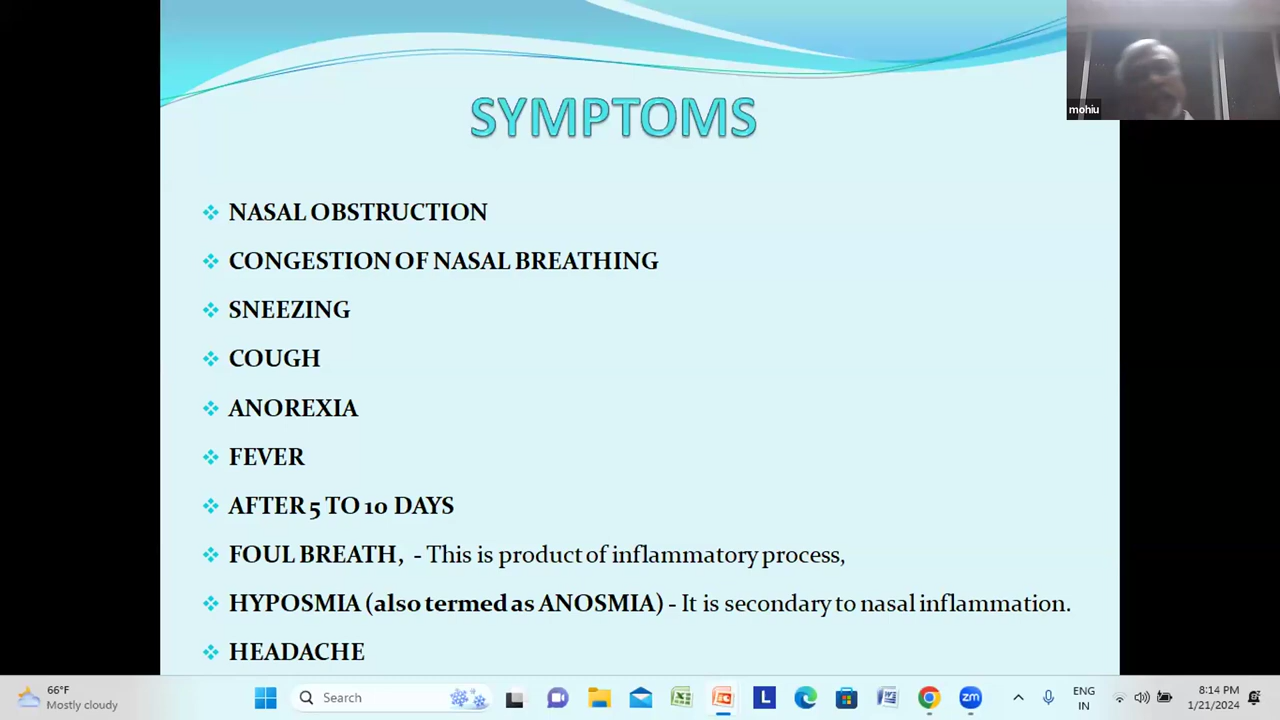 mohiu
SYMPTOMS
NASAL OBSTRUCTION
CONGESTION OF NASAL BREATHING
SNEEZING
COUGH
ANOREXIA
FEVER
AFTER 5 TO 10 DAYS
FOUL BREATH, - This is product of inflammatory process,
HYPOSMIA (also termed as ANOSMIA) - It is secondary to nasal inflammation.
HEADACHE
66°F
Mostly cloudy
Search
L
zm
ENG
IN
8:14 PM
1/21/2024